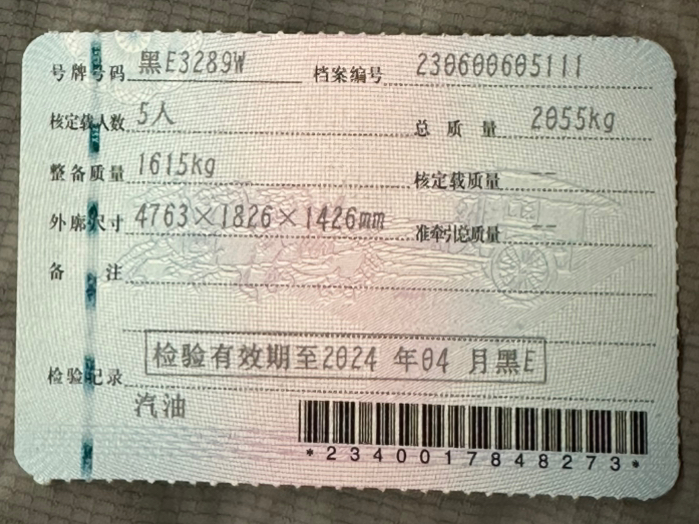 号牌号码 黑E3289W 档案编号 230600605111
核定载人数 5人 总质量 2055kg
整备质量 1615kg 核定载质量 --
外廓尺寸 4763×1826×1426mm 准牵引总质量 --
备注
检验记录 检验有效期至2024 年04 月黑E
汽油
*2340017848273*